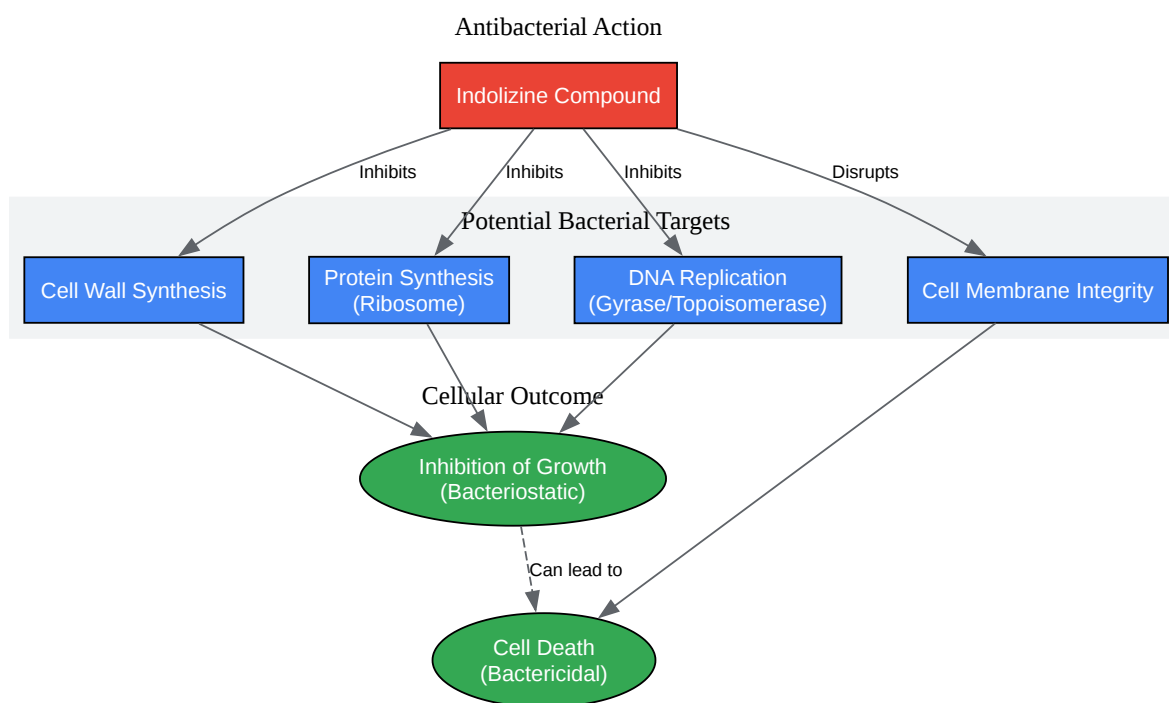 Antibacterial Action
Indolizine Compound
Inhibits
Inhibits
Inhibits
Disrupts
Potential Bacterial Targets
Cell Wall Synthesis
Protein Synthesis
(Ribosome)
DNA Replication
(Gyrase/Topoisomerase)
Cell Membrane Integrity
Cellular Outcome
Inhibition of Growth
(Bacteriostatic)
Can lead to
Cell Death
(Bactericidal)